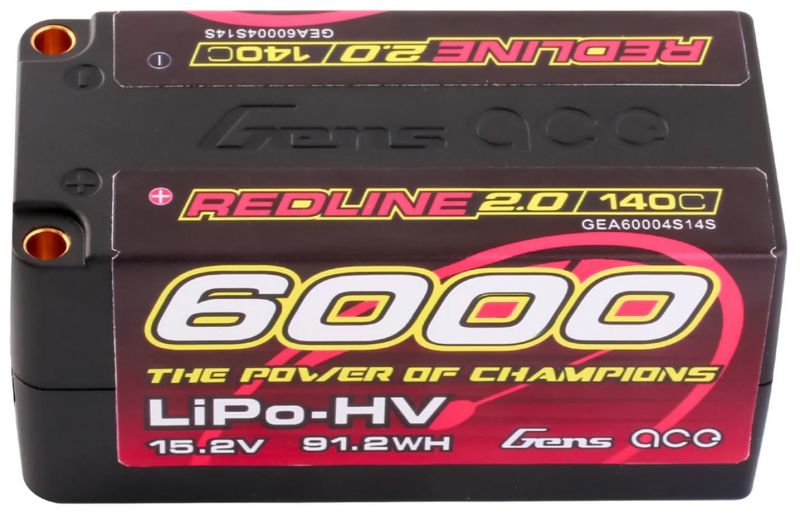 GEA60004S14S
REDLINE 2.0 / 140C
Gens ace
REDLINE 2.0 / 140C
GEA60004S14S
6000
THE POWER OF CHAMPIONS
LiPo-HV
15.2V 91.2WH Gens ace